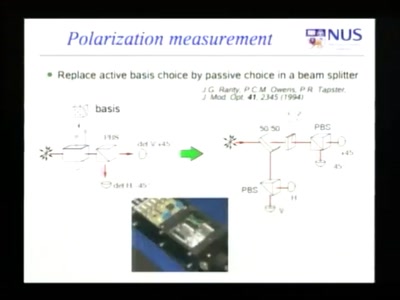 Polarization measurement
NUS
Replace active basis choice by passive choice in a beam splitter
J.G. Rarity, P.C.M. Owens, P.R. Tapster,
J. Mod. Opt. 41, 2345 (1994)
basis
PBS
det V +45
det H -45
50:50
PBS
+45
45
PBS
H
V